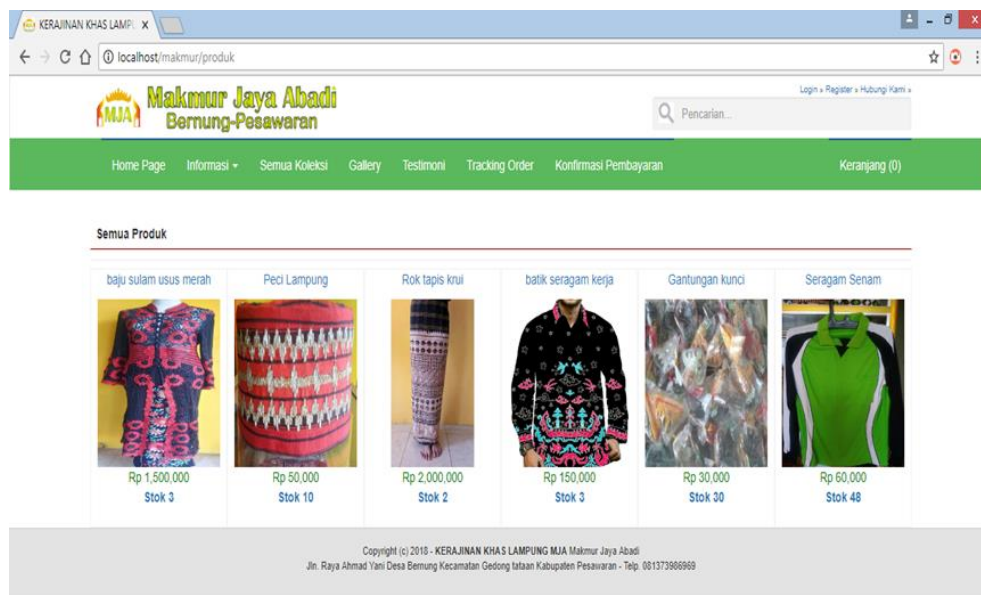 KERAJINAN KHAS LAMP
localhost/makmur/produk
Login » Register » Hubungi Kami »
MJA
Makmur Jaya Abadi
Bernung-Pesawaran
Pencarian...
Home Page Informasi Semua Koleksi Gallery Testimoni Tracking Order Konfirmasi Pembayaran Keranjang (0)
Semua Produk
baju sulam usus merah Peci Lampung Rok tapis krui batik seragam kerja Gantungan kunci Seragam Senam
Rp 1,500,000 Rp 50,000 Rp 2,000,000 Rp 150,000 Rp 30,000 Rp 60,000
Stok 3 Stok 10 Stok 2 Stok 3 Stok 30 Stok 48
Copyright (c) 2018 - KERAJINAN KHAS LAMPUNG MJA Makmur Jaya Abadi
Jln. Raya Ahmad Yani Desa Bernung Kecamatan Gedong tataan Kabupaten Pesawaran - Telp. 081373986969